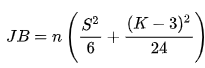 JB = n \left( \frac{S^2}{6} + \frac{(K-3)^2}{24} \right)